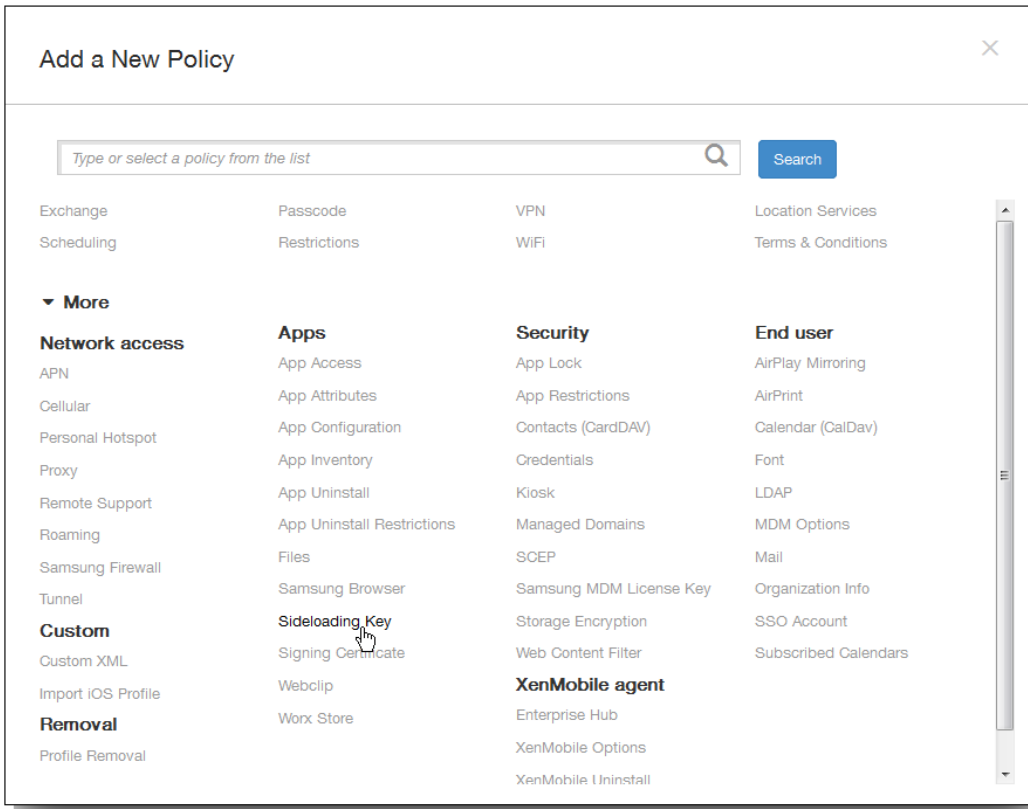 Add a New Policy
Type or select a policy from the list
Search
Exchange
Passcode
VPN
Location Services
Scheduling
Restrictions
WiFi
Terms & Conditions
More
Network access
APN
Cellular
Personal Hotspot
Proxy
Remote Support
Roaming
Samsung Firewall
Tunnel
Custom
Custom XML
Import iOS Profile
Removal
Profile Removal
Apps
App Access
App Attributes
App Configuration
App Inventory
App Uninstall
App Uninstall Restrictions
Files
Samsung Browser
Sideloading Key
Signing Certificate
Webclip
Worx Store
Security
App Lock
App Restrictions
Contacts (CardDAV)
Credentials
Kiosk
Managed Domains
SCEP
Samsung MDM License Key
Storage Encryption
Web Content Filter
XenMobile agent
Enterprise Hub
XenMobile Options
XenMobile Uninstall
End user
AirPlay Mirroring
AirPrint
Calendar (CalDav)
Font
LDAP
MDM Options
Mail
Organization Info
SSO Account
Subscribed Calendars